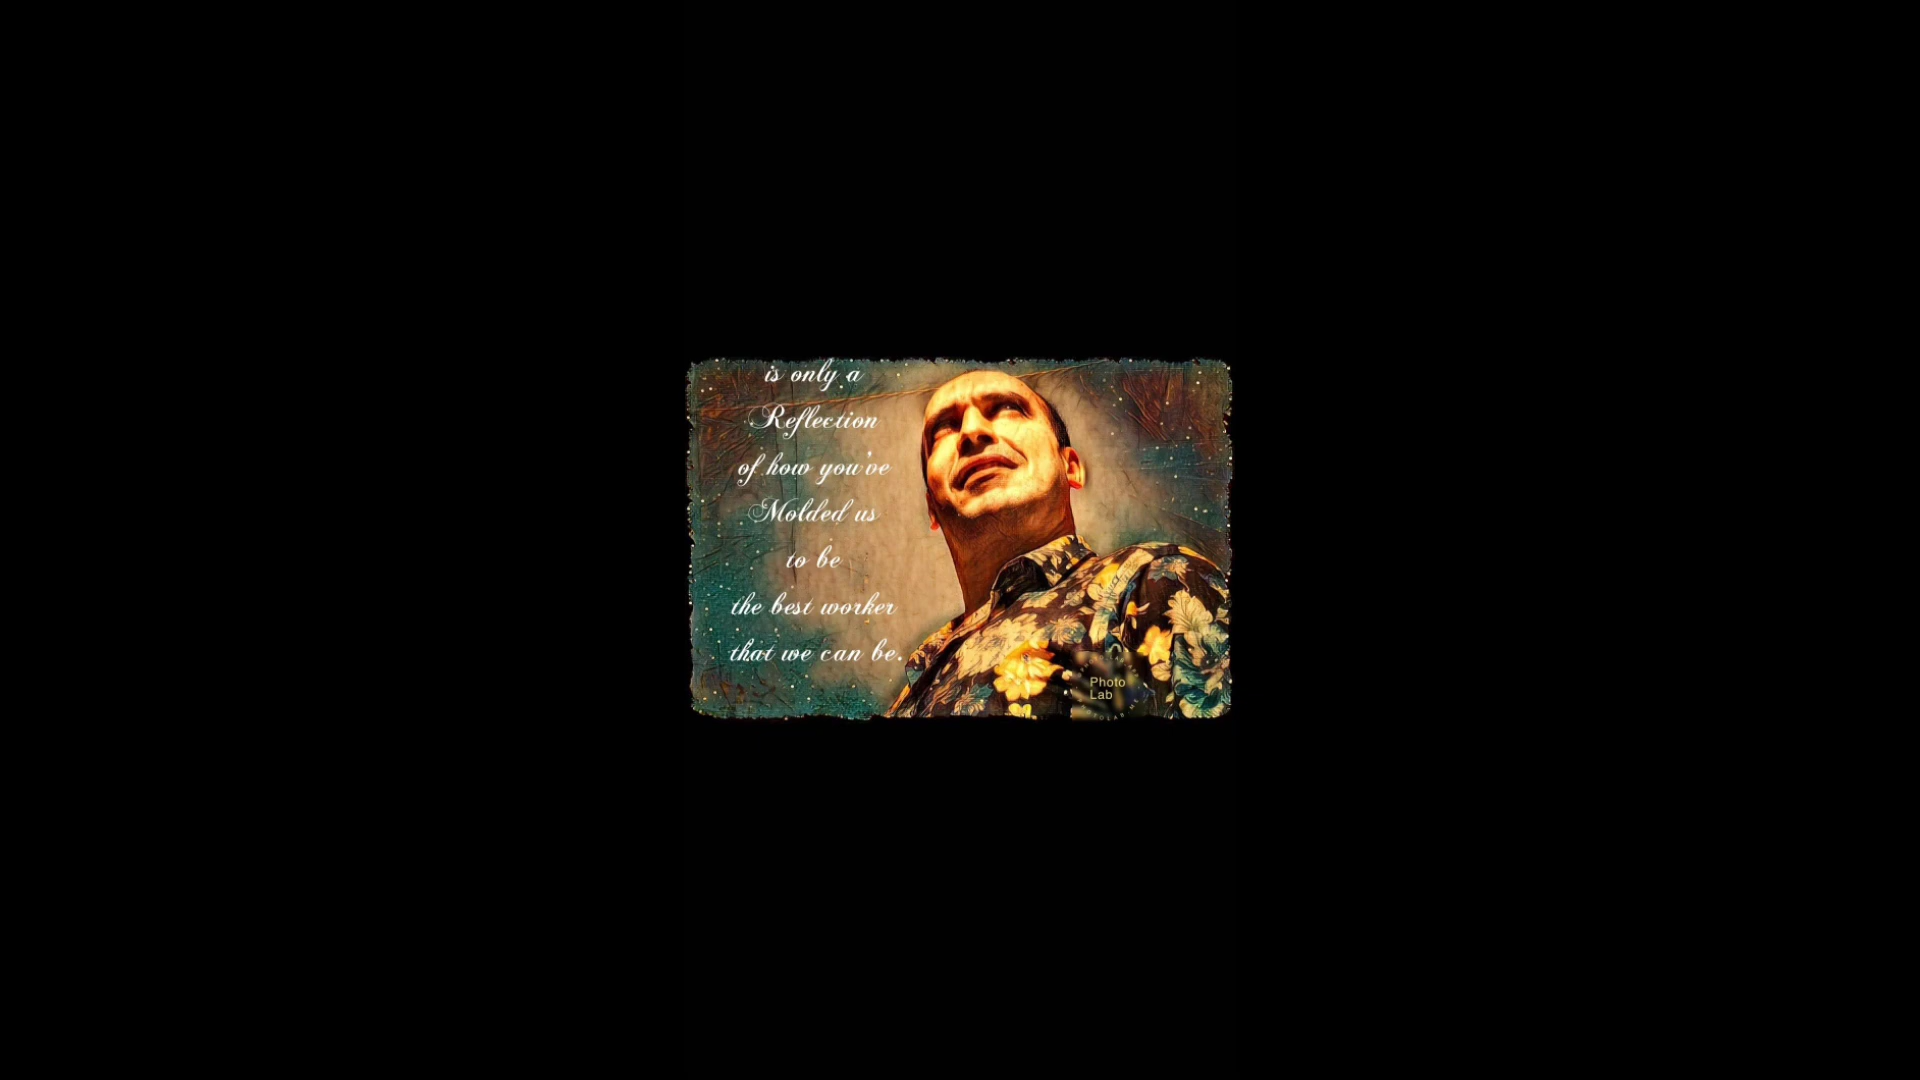 is only a
Reflection
of how you've
Molded us
to be
the best worker
that we can be.
Photo
Lab